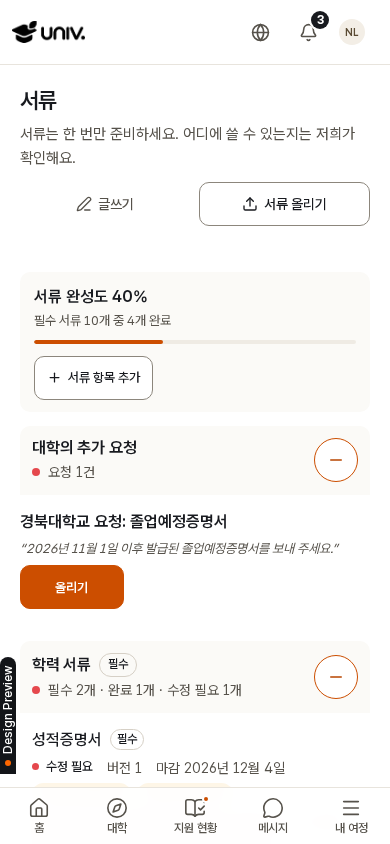 UNIV.
3
NL
서류
서류는 한 번만 준비하세요. 어디에 쓸 수 있는지는 저희가
확인해요.
글쓰기
서류 올리기
서류 완성도 40%
필수 서류 10개 중 4개 완료
서류 항목 추가
대학의 추가 요청
요청 1건
경북대학교 요청: 졸업예정증명서
“2026년 11월 1일 이후 발급된 졸업예정증명서를 보내 주세요.”
올리기
학력 서류 필수
필수 2개 · 완료 1개 · 수정 필요 1개
Design Preview
성적증명서 필수
수정 필요 버전 1 마감 2026년 12월 4일
홈 대학 지원 현황 메시지 내 여정